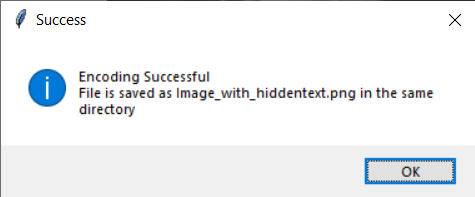 Success
Encoding Successful
File is saved as Image_with_hiddentext.png in the same
directory
OK